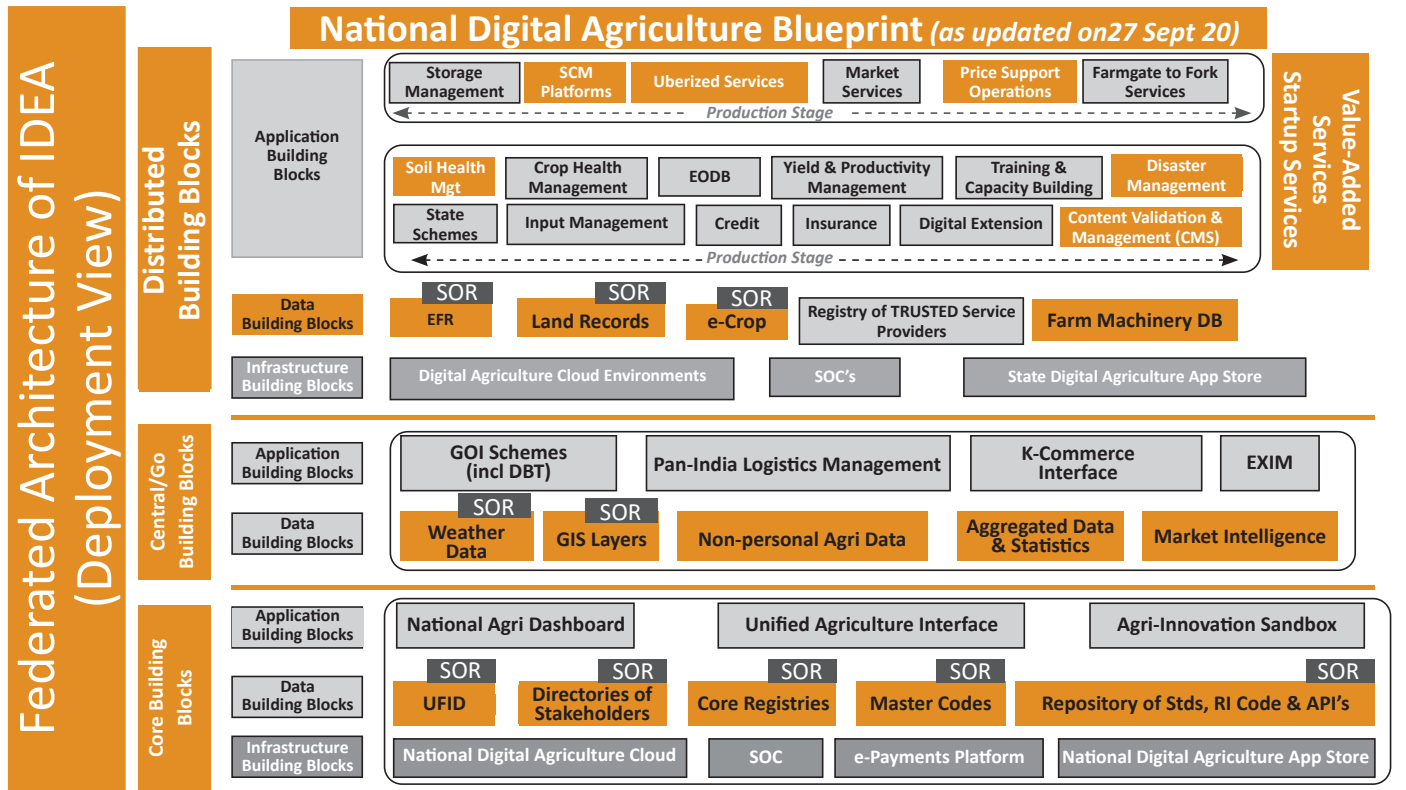 National Digital Agriculture Blueprint (as updated on27 Sept 20)
Federated Architecture of IDEA
(Deployment View)
Distributed
Building Blocks
Application
Building
Blocks
Storage
Management
SCM
Platforms
Uberized Services
Market
Services
Price Support
Operations
Farmgate to Fork
Services
Production Stage
Value-Added
Services
Startup Services
Soil Health
Mgt
Crop Health
Management
EODB
Yield & Productivity
Management
Training &
Capacity Building
Disaster
Management
State
Schemes
Input Management
Credit
Insurance
Digital Extension
Content Validation &
Management (CMS)
Production Stage
Data
Building Blocks
SOR
EFR
SOR
Land Records
SOR
e-Crop
Registry of TRUSTED Service
Providers
Farm Machinery DB
Infrastructure
Building Blocks
Digital Agriculture Cloud Environments
SOC's
State Digital Agriculture App Store
Central/Go
Building Blocks
Application
Building Blocks
GOI Schemes
(incl DBT)
Pan-India Logistics Management
K-Commerce
Interface
EXIM
Data
Building Blocks
SOR
Weather
Data
SOR
GIS Layers
Non-personal Agri Data
Aggregated Data
& Statistics
Market Intelligence
Core Building
Blocks
Application
Building Blocks
National Agri Dashboard
Unified Agriculture Interface
Agri-Innovation Sandbox
Data
Building Blocks
SOR
UFID
SOR
Directories of
Stakeholders
SOR
Core Registries
SOR
Master Codes
SOR
Repository of Stds, RI Code & API's
Infrastructure
Building Blocks
National Digital Agriculture Cloud
SOC
e-Payments Platform
National Digital Agriculture App Store